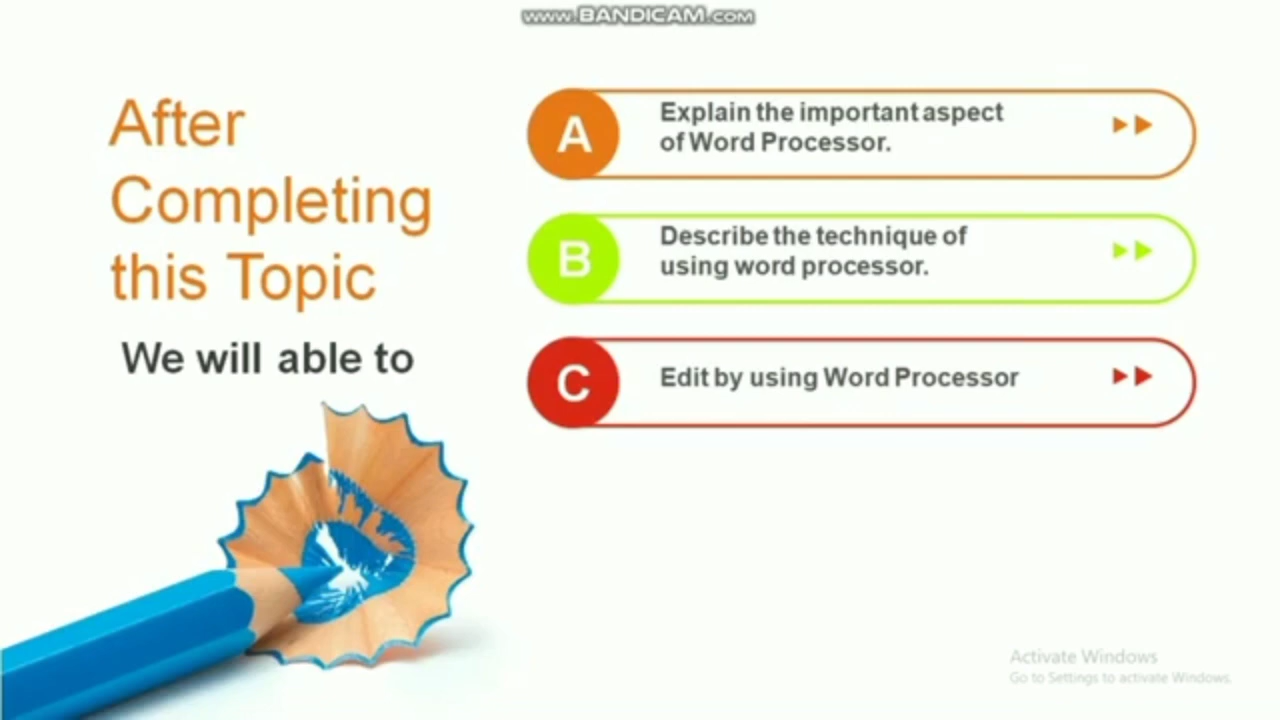 www.BANDICAM.com
After
Completing
this Topic
We will able to
A
Explain the important aspect
of Word Processor.
B
Describe the technique of
using word processor.
C
Edit by using Word Processor
Activate Windows
Go to Settings to activate Windows.